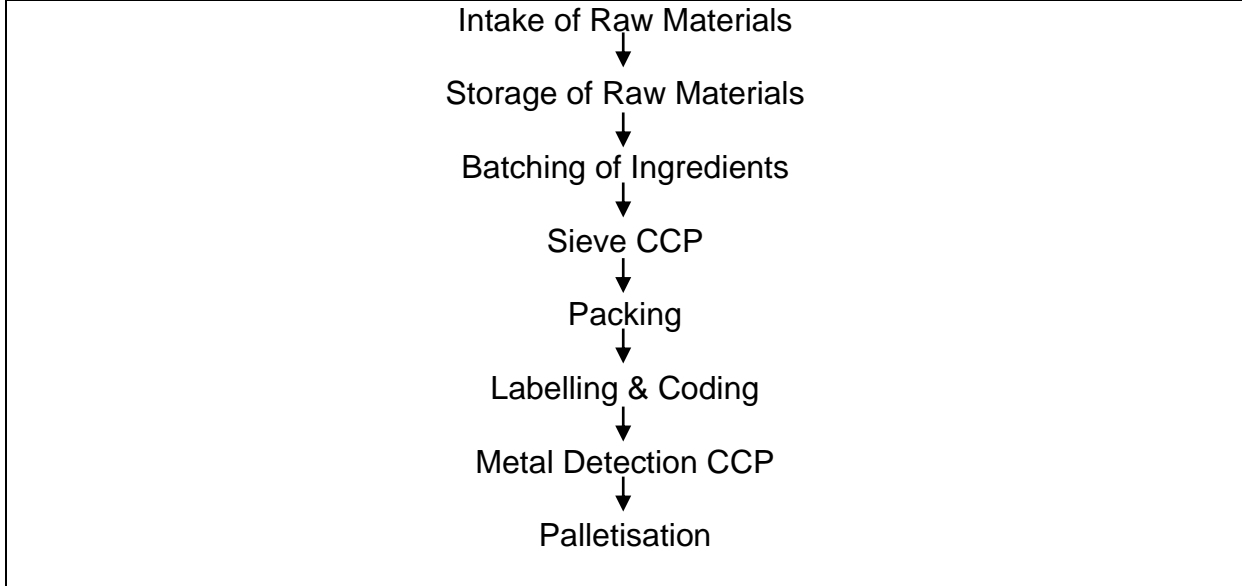 Intake of Raw Materials
Storage of Raw Materials
Batching of Ingredients
Sieve CCP
Packing
Labelling & Coding
Metal Detection CCP
Palletisation